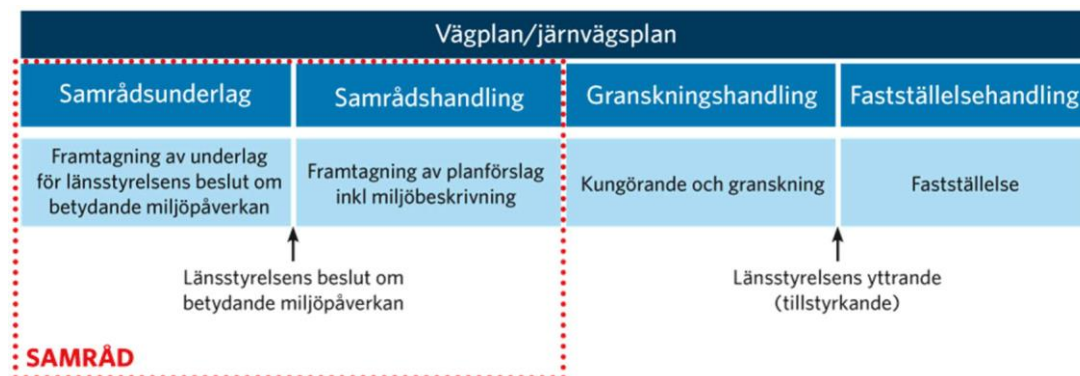 Vägplan/järnvägsplan
Samrådsunderlag
Samrådshandling
Granskningshandling
Fastställelsehandling
Framtagning av underlag
för länsstyrelsens beslut om
betydande miljöpåverkan
Framtagning av planförslag
inkl miljöbeskrivning
Kungörande och granskning
Fastställelse
Länsstyrelsens beslut om
betydande miljöpåverkan
Länsstyrelsens yttrande
(tillstyrkande)
SAMRÅD